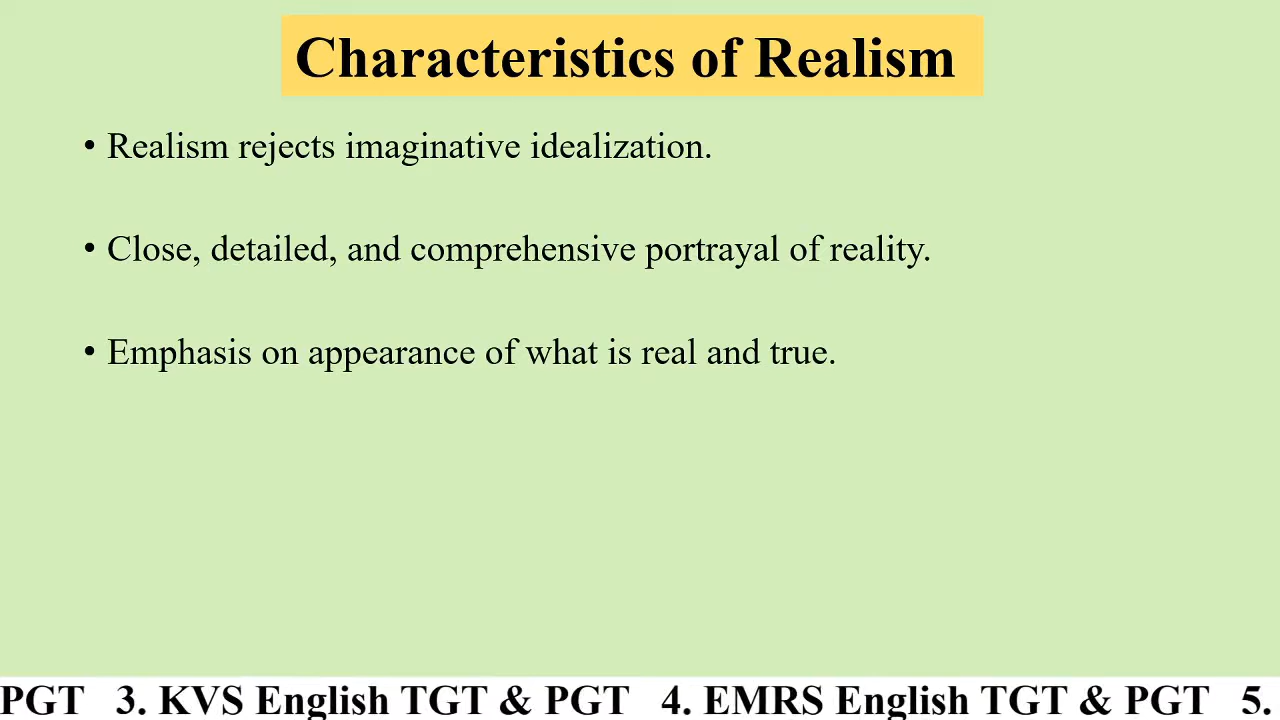 Characteristics of Realism
• Realism rejects imaginative idealization.
• Close, detailed, and comprehensive portrayal of reality.
• Emphasis on appearance of what is real and true.
PGT 3. KVS English TGT & PGT 4. EMRS English TGT & PGT 5.